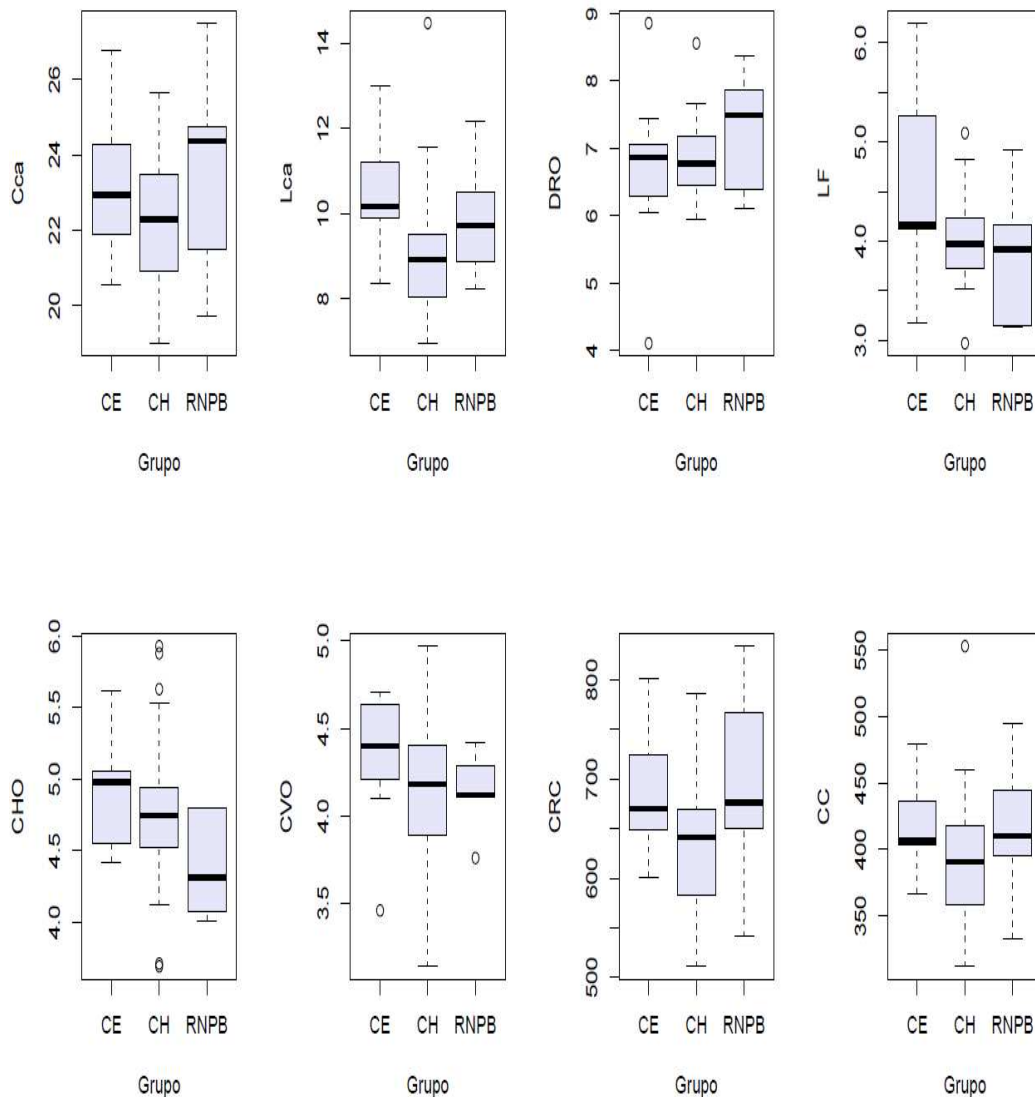 Cca
20 22 24 26
CE CH RNPB
Grupo
Lca
8 10 12 14
CE CH RNPB
Grupo
DRO
4 5 6 7 8 9
CE CH RNPB
Grupo
LF
3.0 4.0 5.0 6.0
CE CH RNPB
Grupo
CHO
4.0 4.5 5.0 5.5 6.0
CE CH RNPB
Grupo
CVO
3.5 4.0 4.5 5.0
CE CH RNPB
Grupo
CRC
500 600 700 800
CE CH RNPB
Grupo
CC
350 400 450 500 550
CE CH RNPB
Grupo